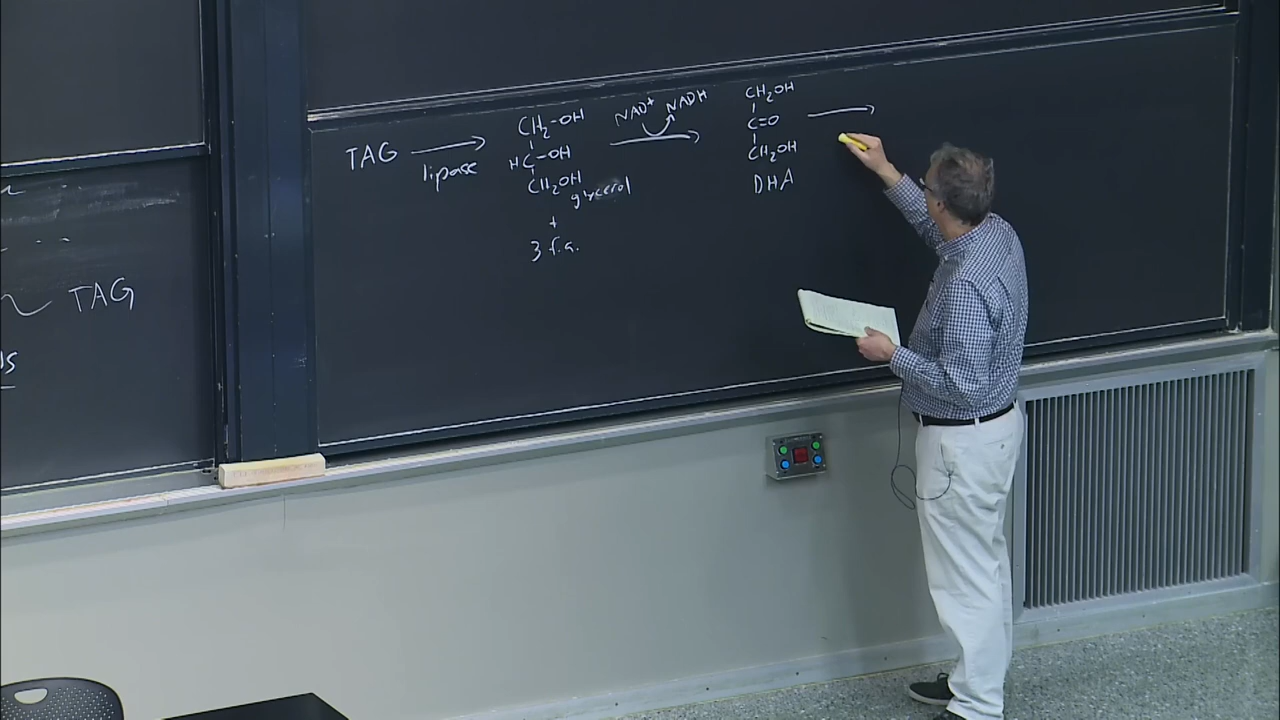 TAG
lipase
CH2-OH
HC-OH
CH2OH
glycerol
+
3 f.a.
NAD+ NADH
CH2OH
C=O
CH2OH
DHA
TAG